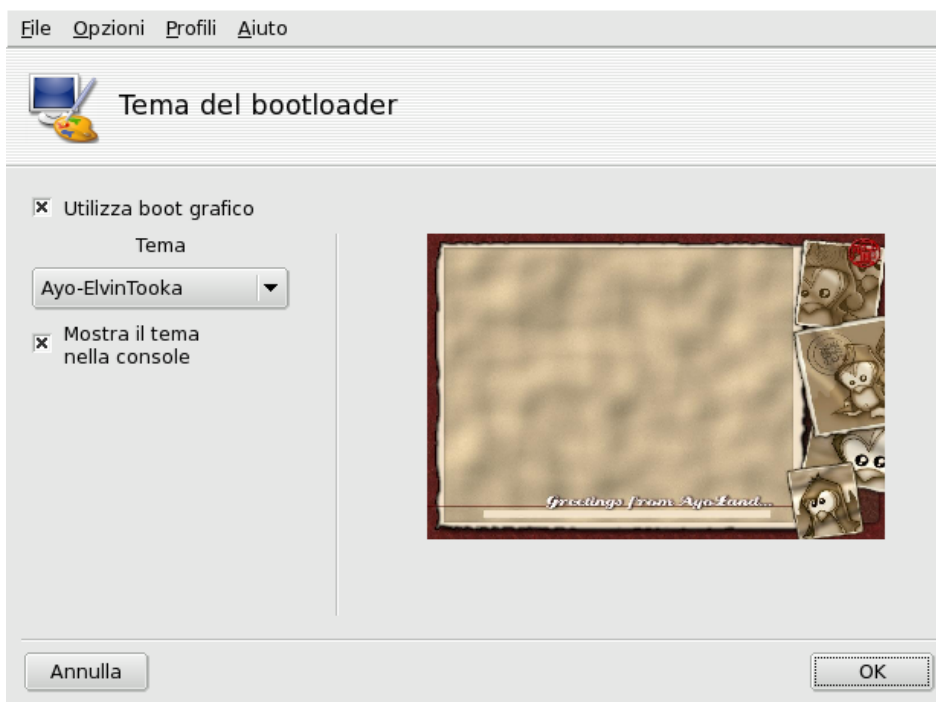 File Opzioni Profili Aiuto
Tema del bootloader
Utilizza boot grafico
Tema
Ayo-ElvinTooka
Mostra il tema
nella console
Greetings from AyoLand...
Annulla
OK